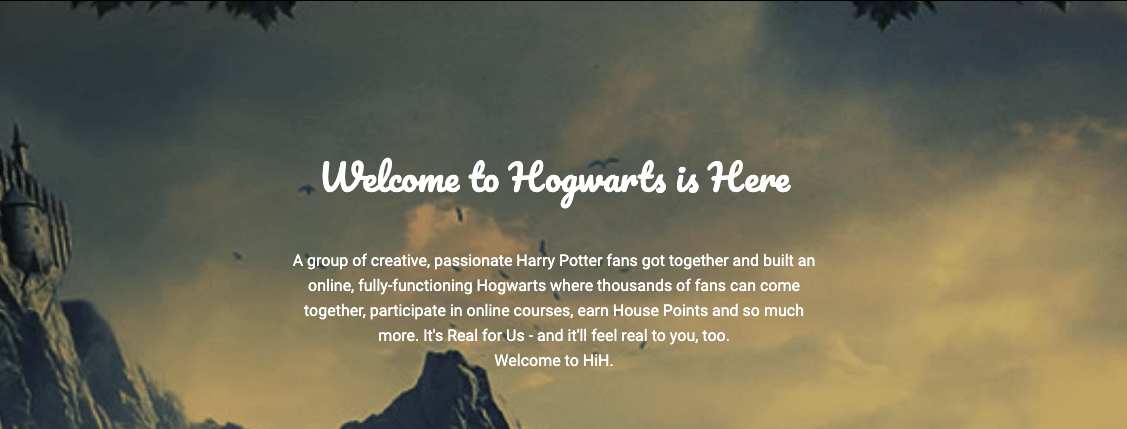 Welcome to Hogwarts is Here
A group of creative, passionate Harry Potter fans got together and built an
online, fully-functioning Hogwarts where thousands of fans can come
together, participate in online courses, earn House Points and so much
more. It's Real for Us - and it'll feel real to you, too.
Welcome to HiH.